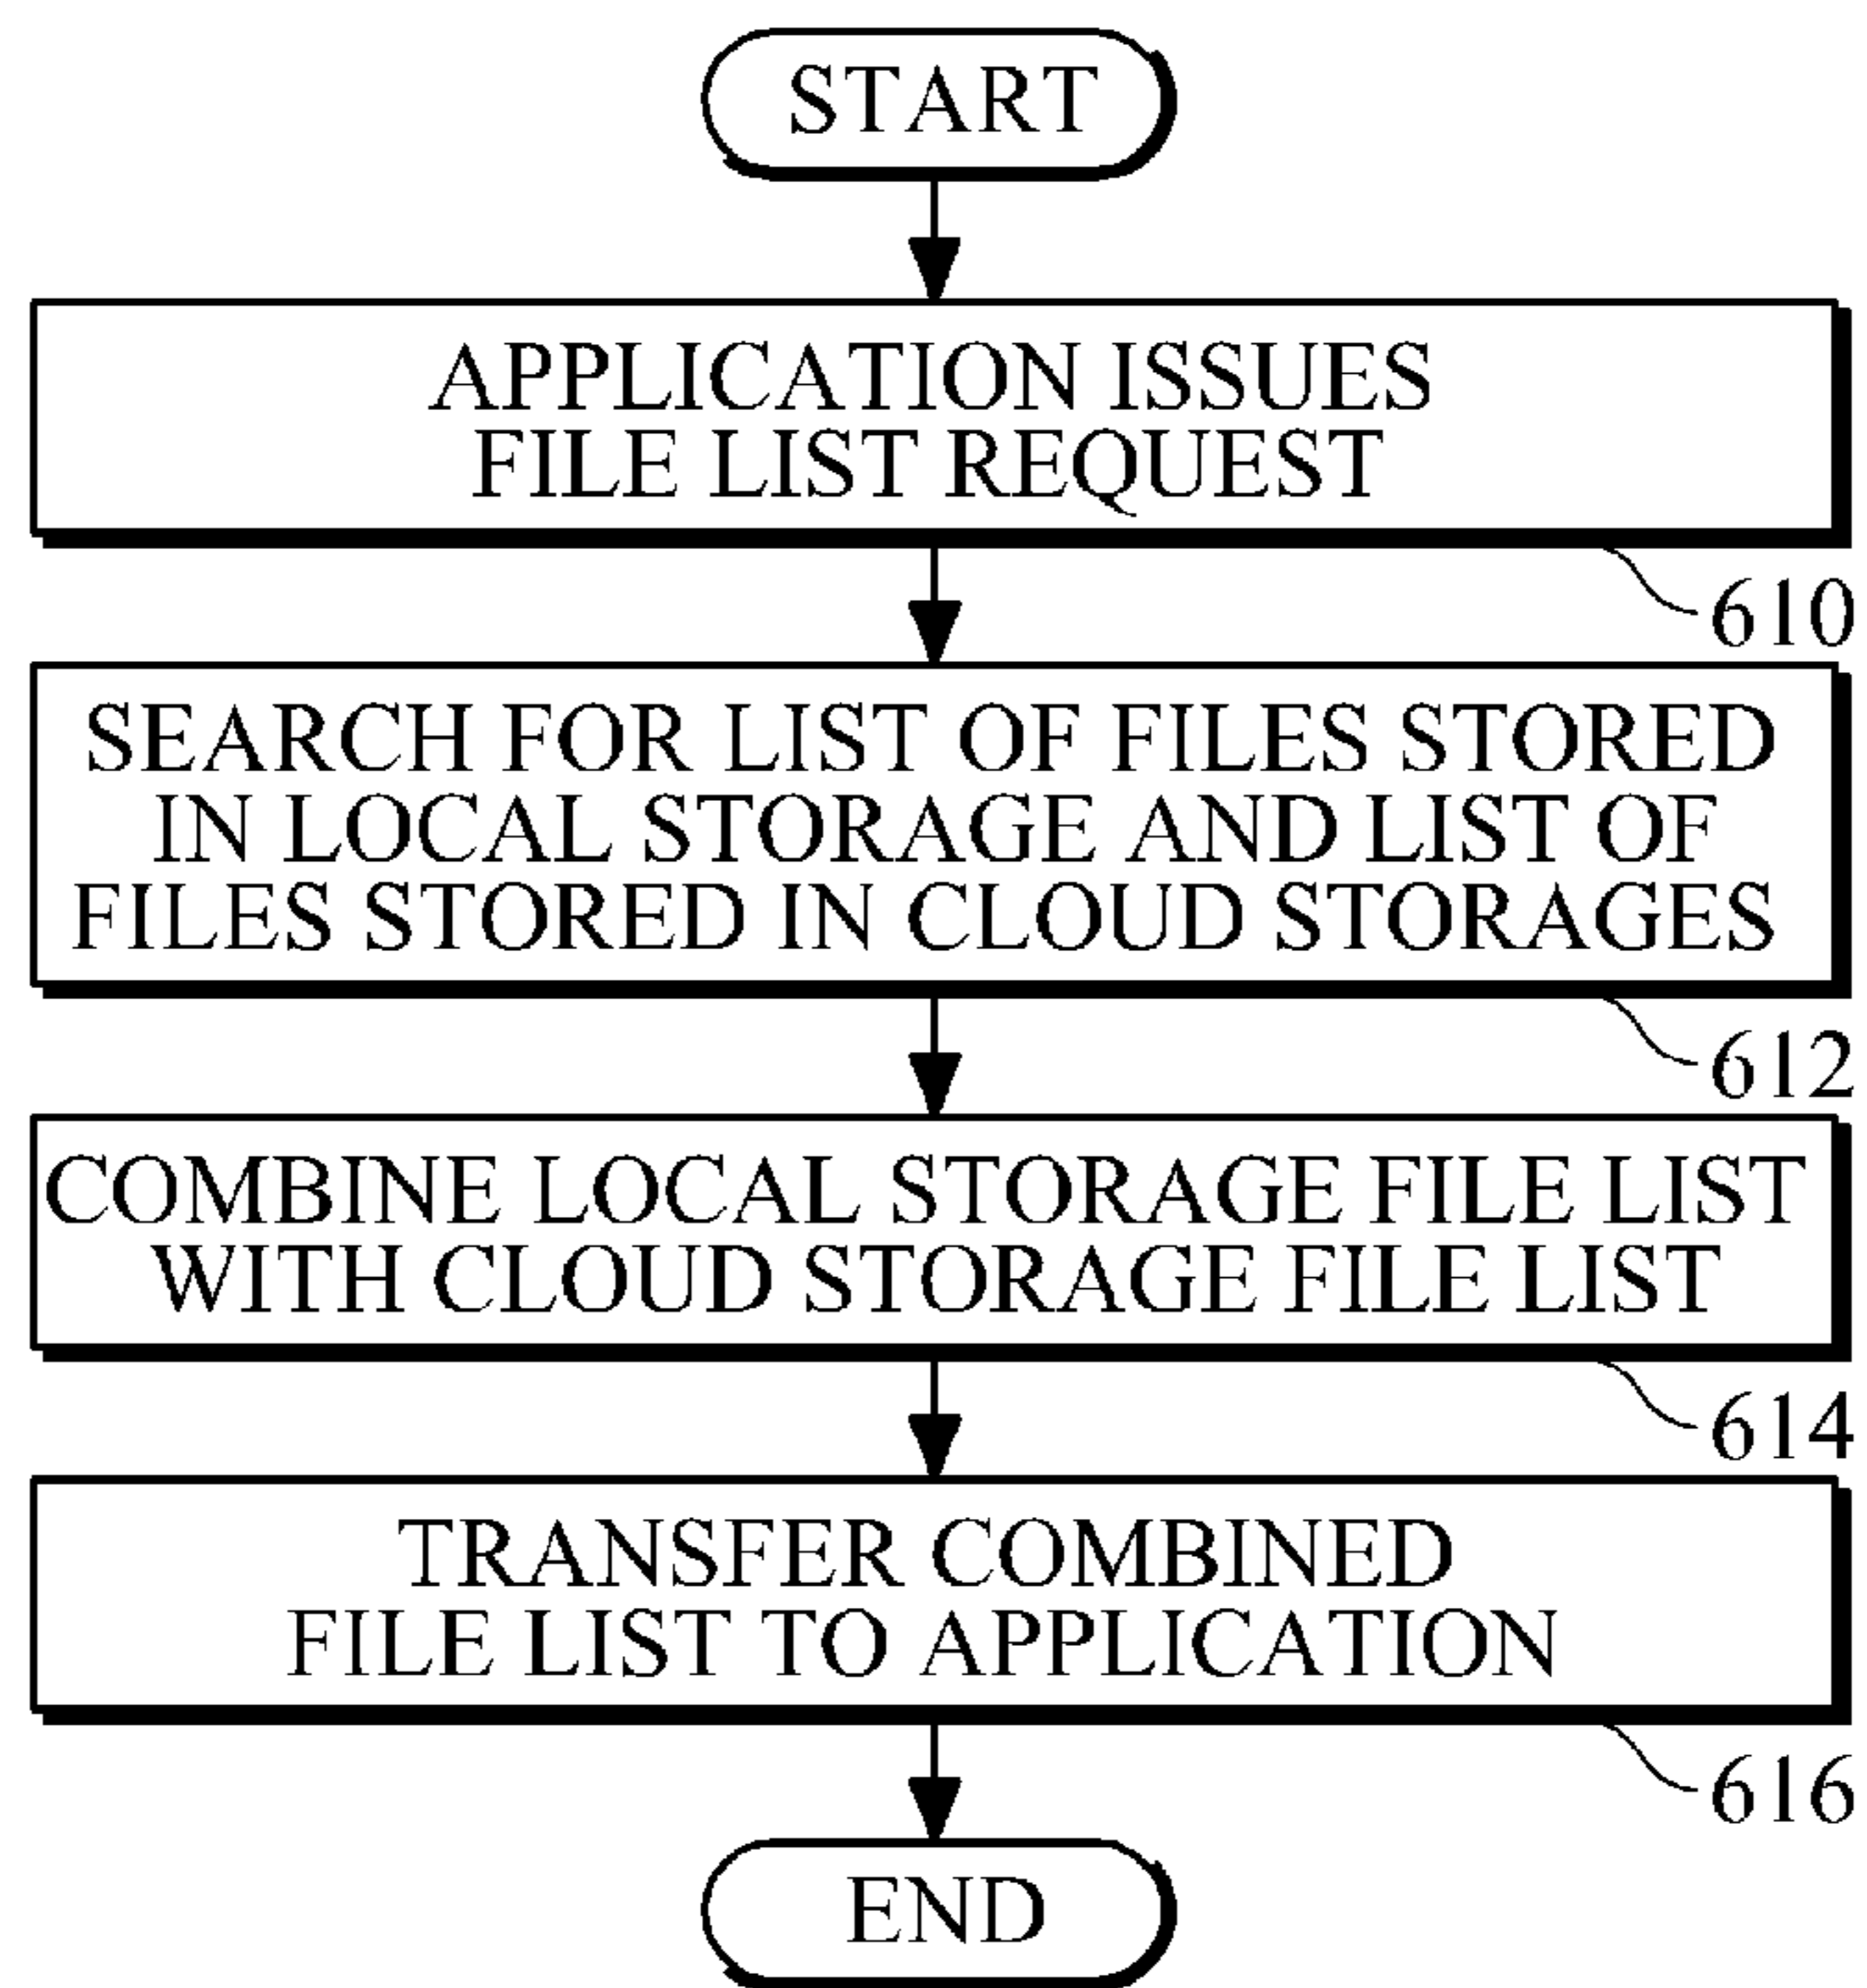 START
APPLICATION ISSUES
FILE LIST REQUEST
610
SEARCH FOR LIST OF FILES STORED
IN LOCAL STORAGE AND LIST OF
FILES STORED IN CLOUD STORAGES
612
COMBINE LOCAL STORAGE FILE LIST
WITH CLOUD STORAGE FILE LIST
614
TRANSFER COMBINED
FILE LIST TO APPLICATION
616
END